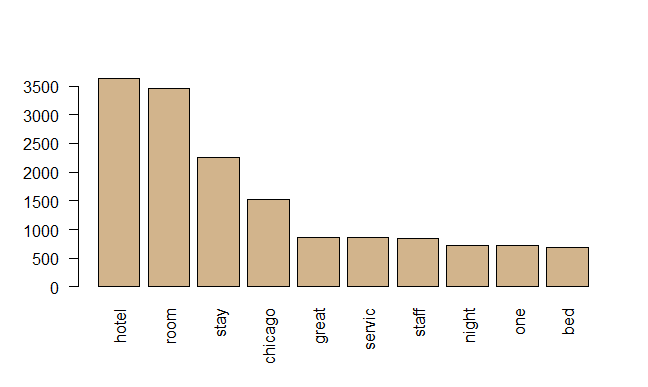 3500
3000
2500
2000
1500
1000
500
0
hotel
room
stay
chicago
great
servic
staff
night
one
bed